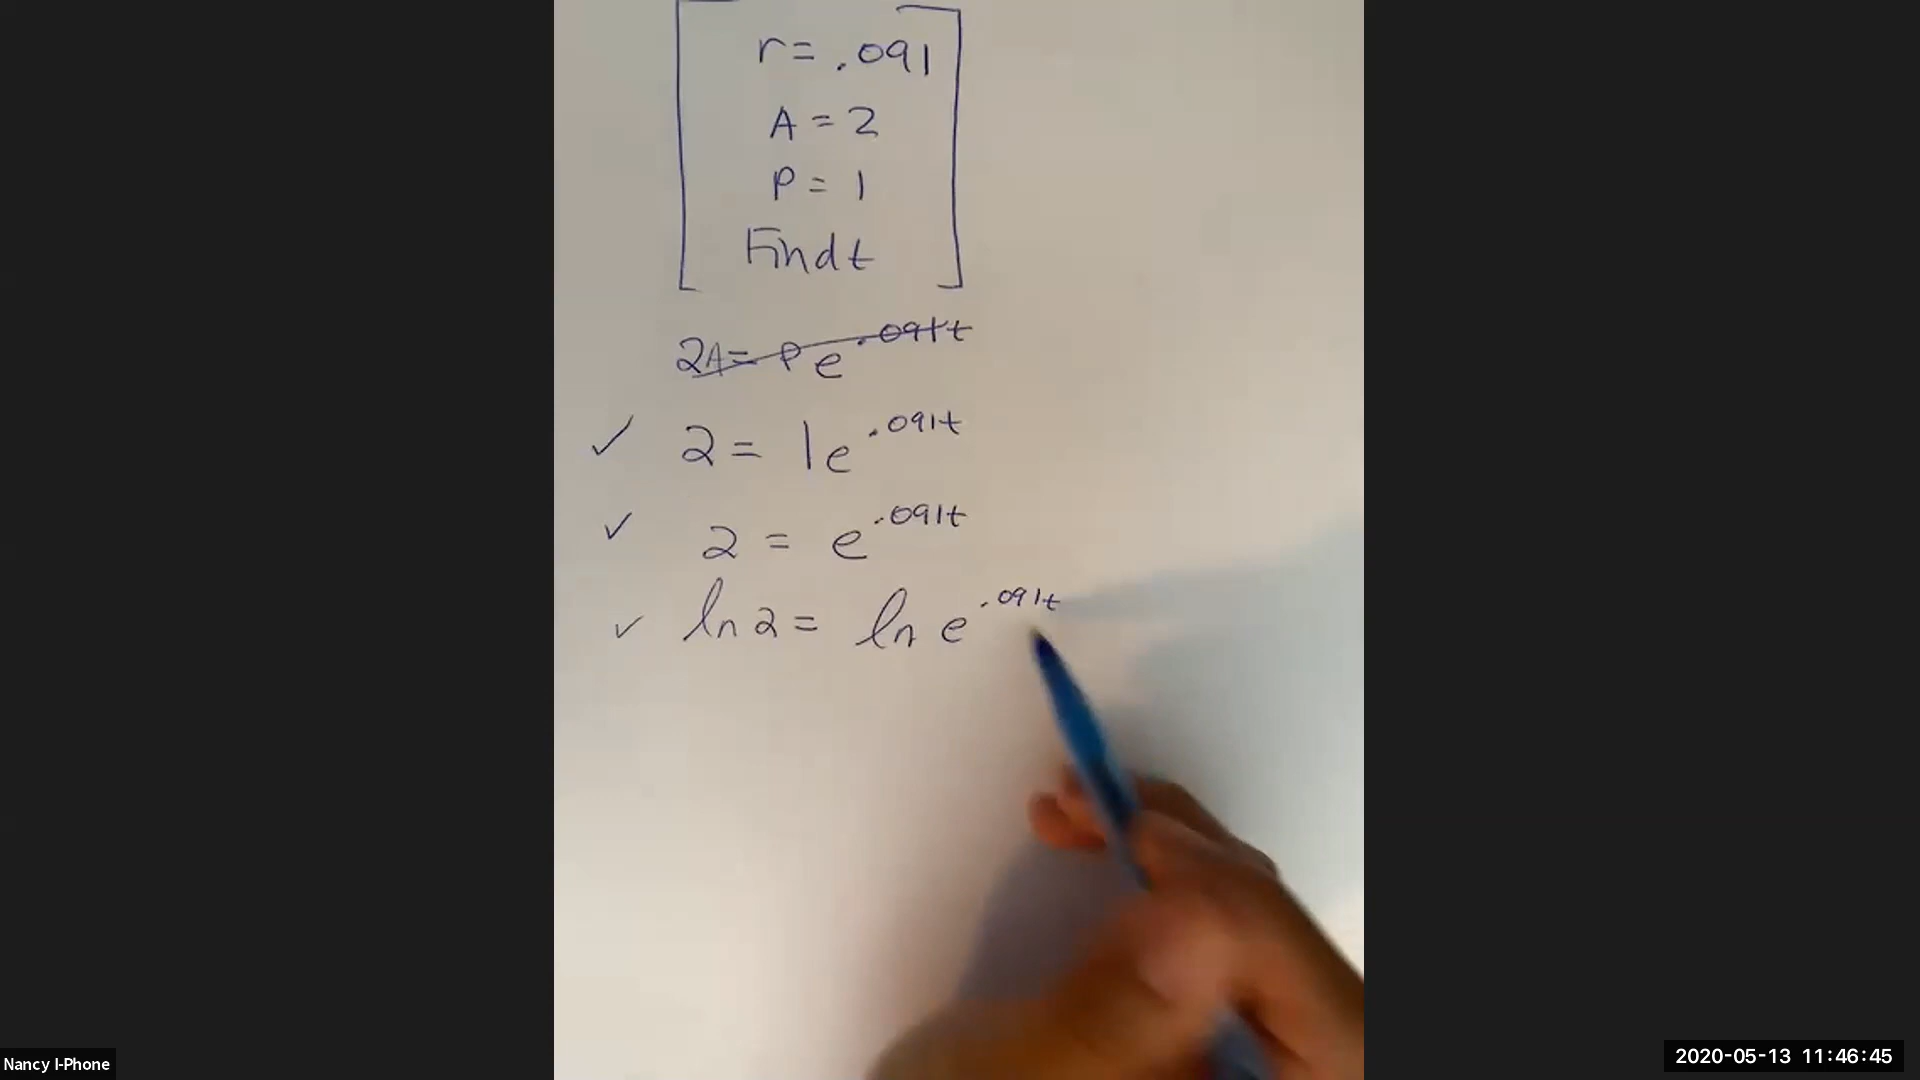 r = .091
A = 2
P = 1
Find t
2A = Pe^.091t
✓ 2 = 1e^.091t
✓ 2 = e^.091t
✓ ln 2 = ln e^.091t
Nancy I-Phone
2020-05-13 11:46:45